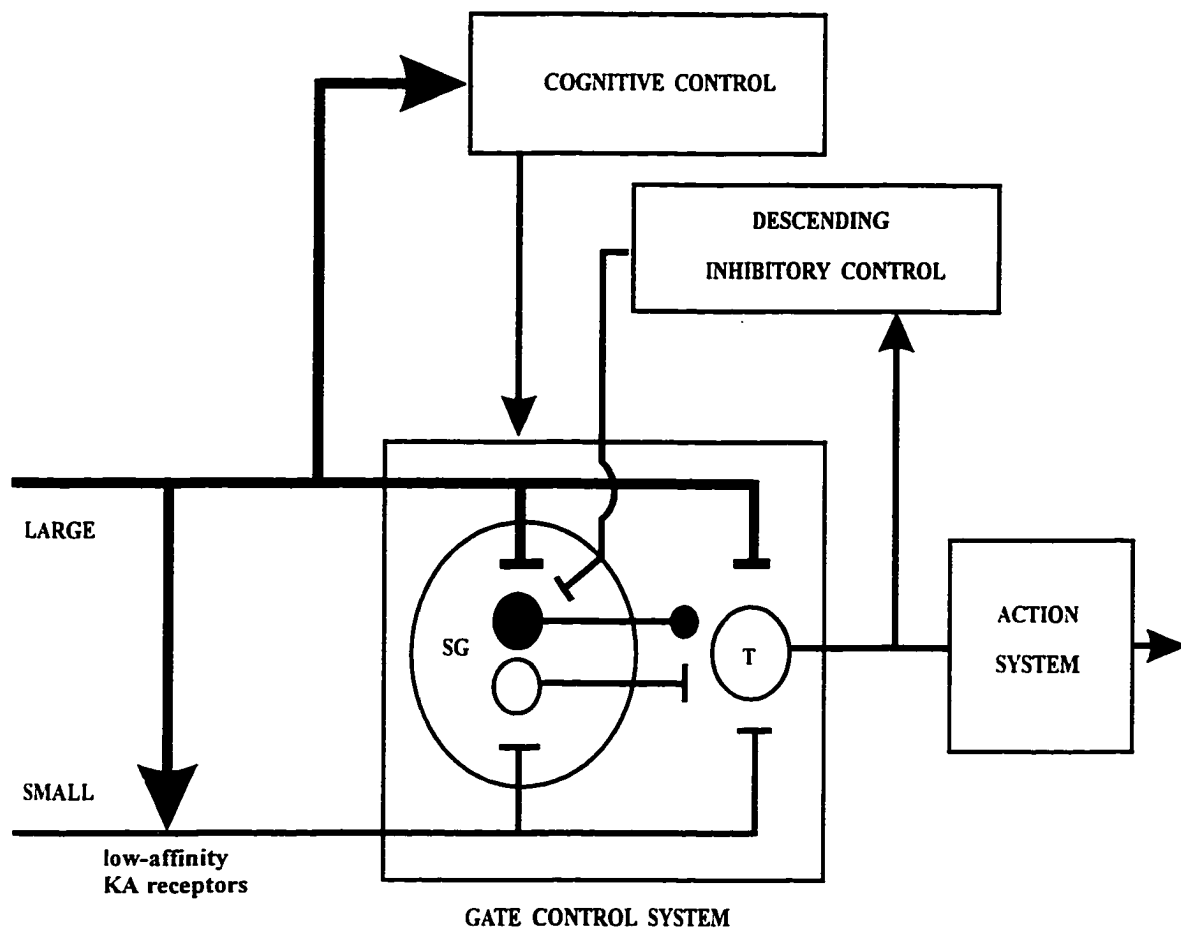 COGNITIVE CONTROL
DESCENDING
INHIBITORY CONTROL
LARGE
SG
T
ACTION
SYSTEM
SMALL
low-affinity
KA receptors
GATE CONTROL SYSTEM